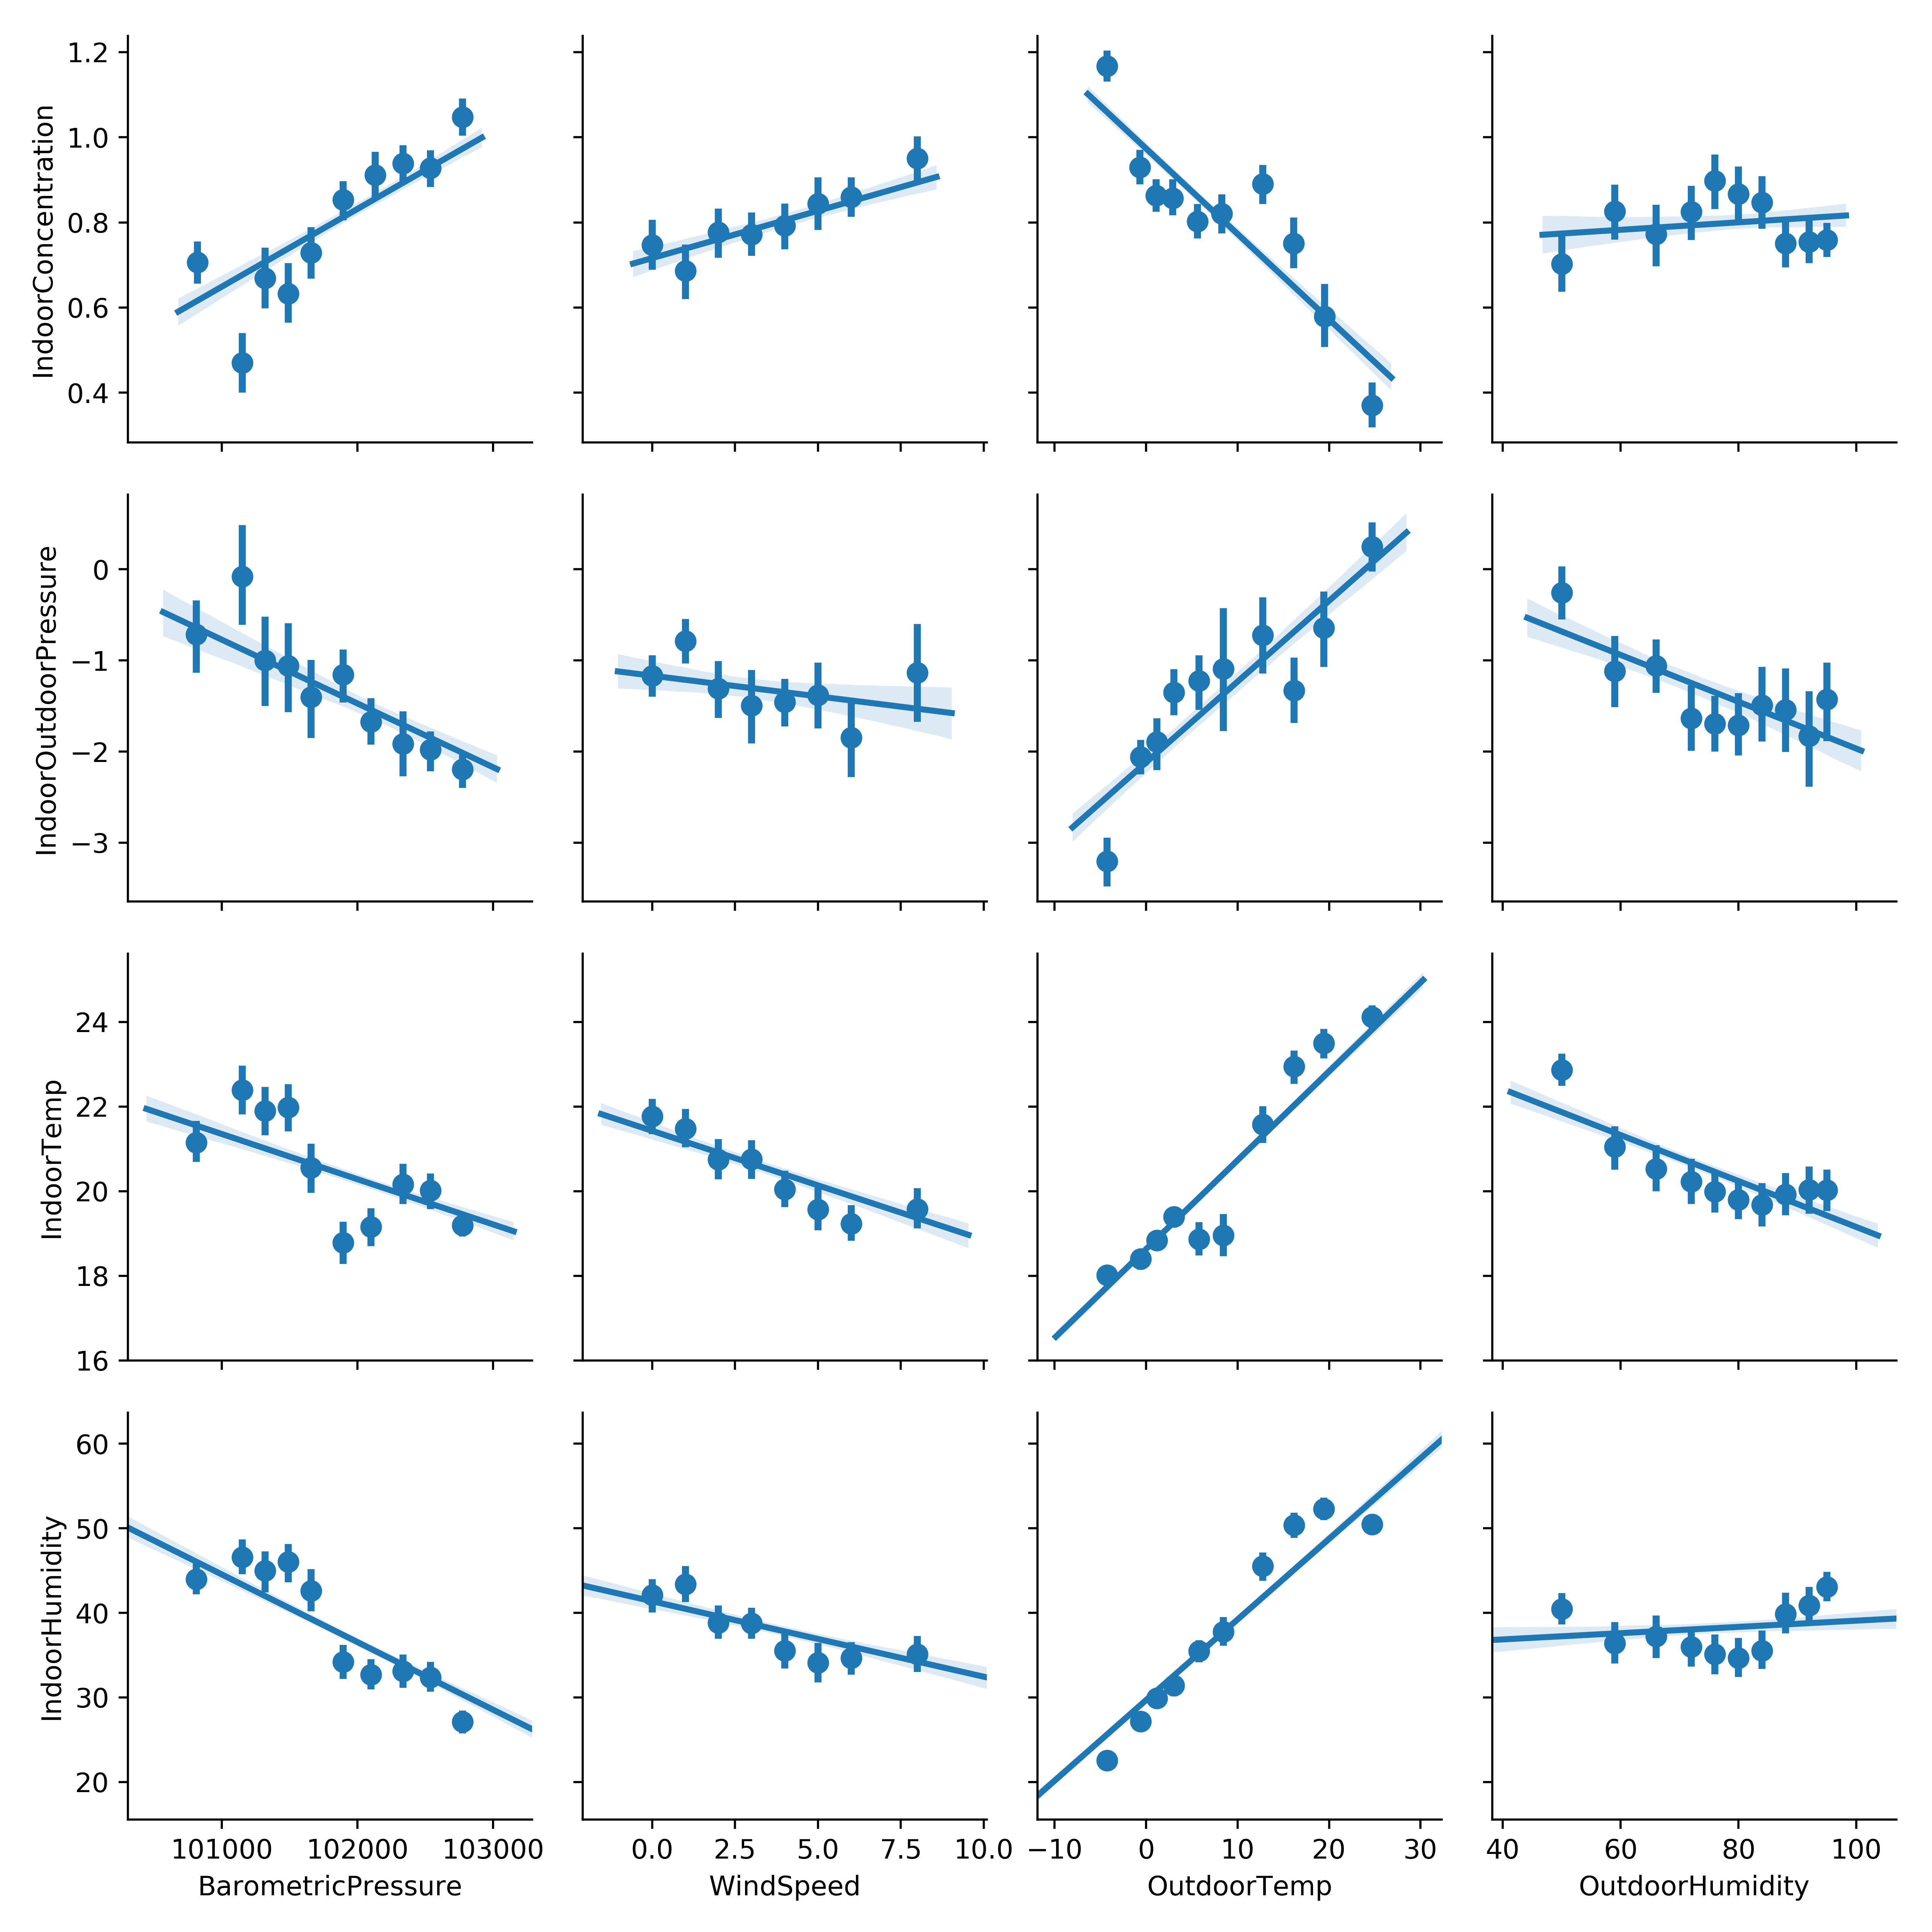 1.2
1.0
0.8
0.6
0.4
IndoorConcentration
0
−1
−2
−3
IndoorOutdoorPressure
24
22
20
18
16
IndoorTemp
60
50
40
30
20
IndoorHumidity
101000 102000 103000
BarometricPressure
0.0 2.5 5.0 7.5 10.0
WindSpeed
−10 0 10 20 30
OutdoorTemp
40 60 80 100
OutdoorHumidity